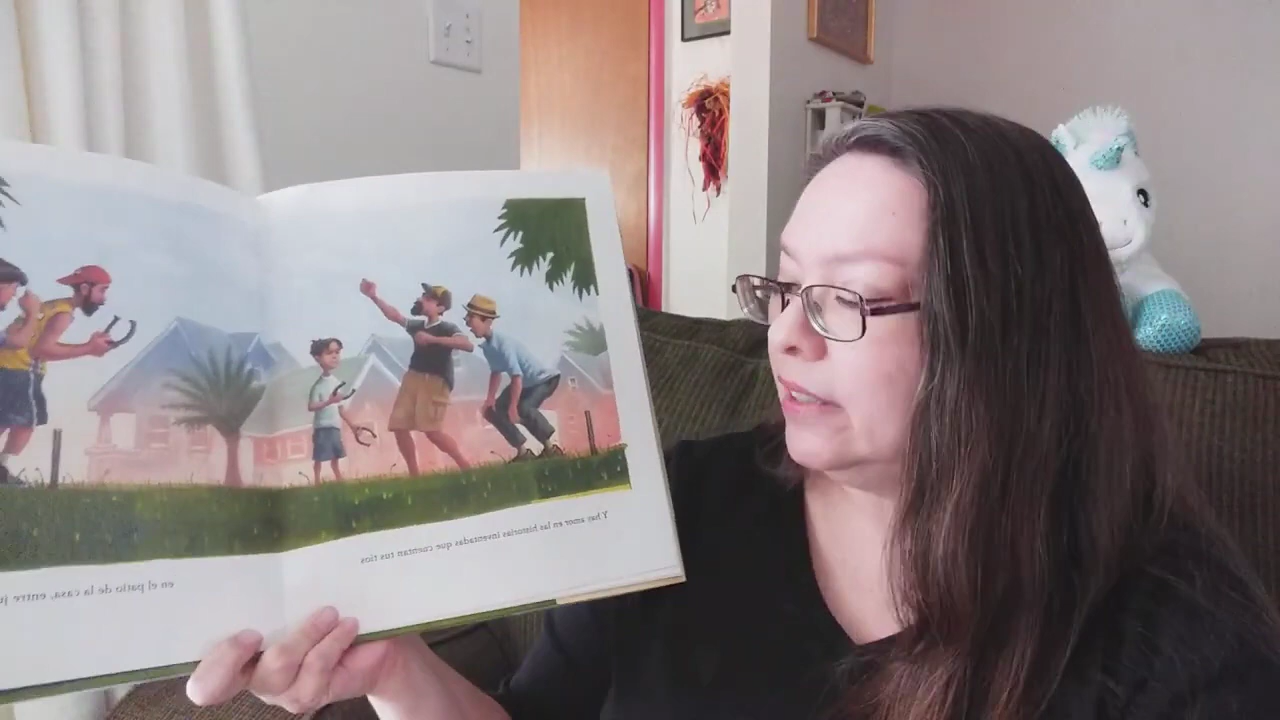 Y hay amor en las historias inventadas que cuentan tus tíos
en el patio de la casa, entre